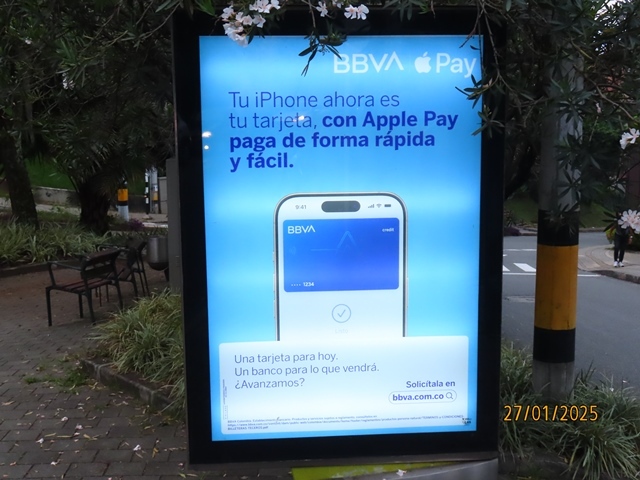 BBVA Pay
Tu iPhone ahora es
tu tarjeta, con Apple Pay
paga de forma rápida
y fácil.
9:41
BBVA credit
1234
Una tarjeta para hoy.
Un banco para lo que vendrá.
¿Avanzamos?
Solicítala en
bbva.com.co
27/01/2025